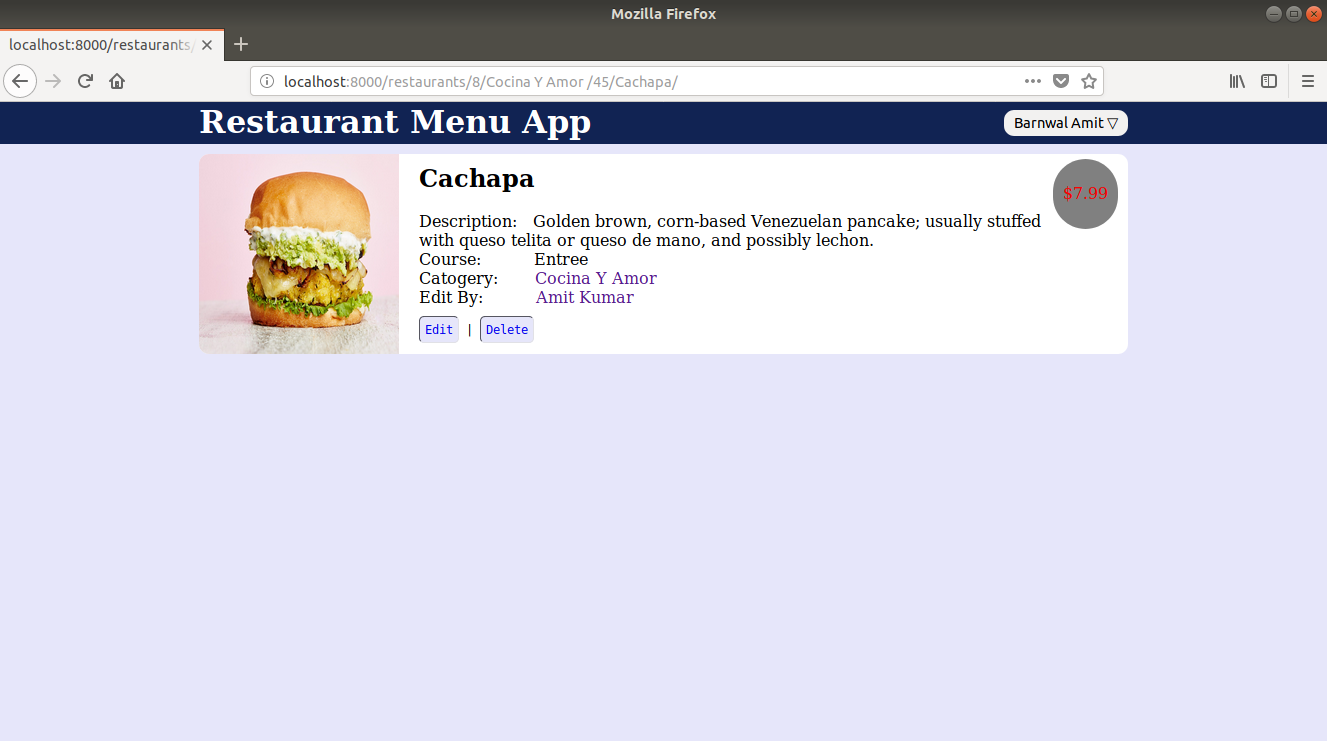 Mozilla Firefox
localhost:8000/restaurants/
localhost:8000/restaurants/8/Cocina Y Amor /45/Cachapa/
Restaurant Menu App
Barnwal Amit ▽
Cachapa
$7.99
Description: Golden brown, corn-based Venezuelan pancake; usually stuffed
with queso telita or queso de mano, and possibly lechon.
Course: Entree
Catogery: Cocina Y Amor
Edit By: Amit Kumar
Edit | Delete